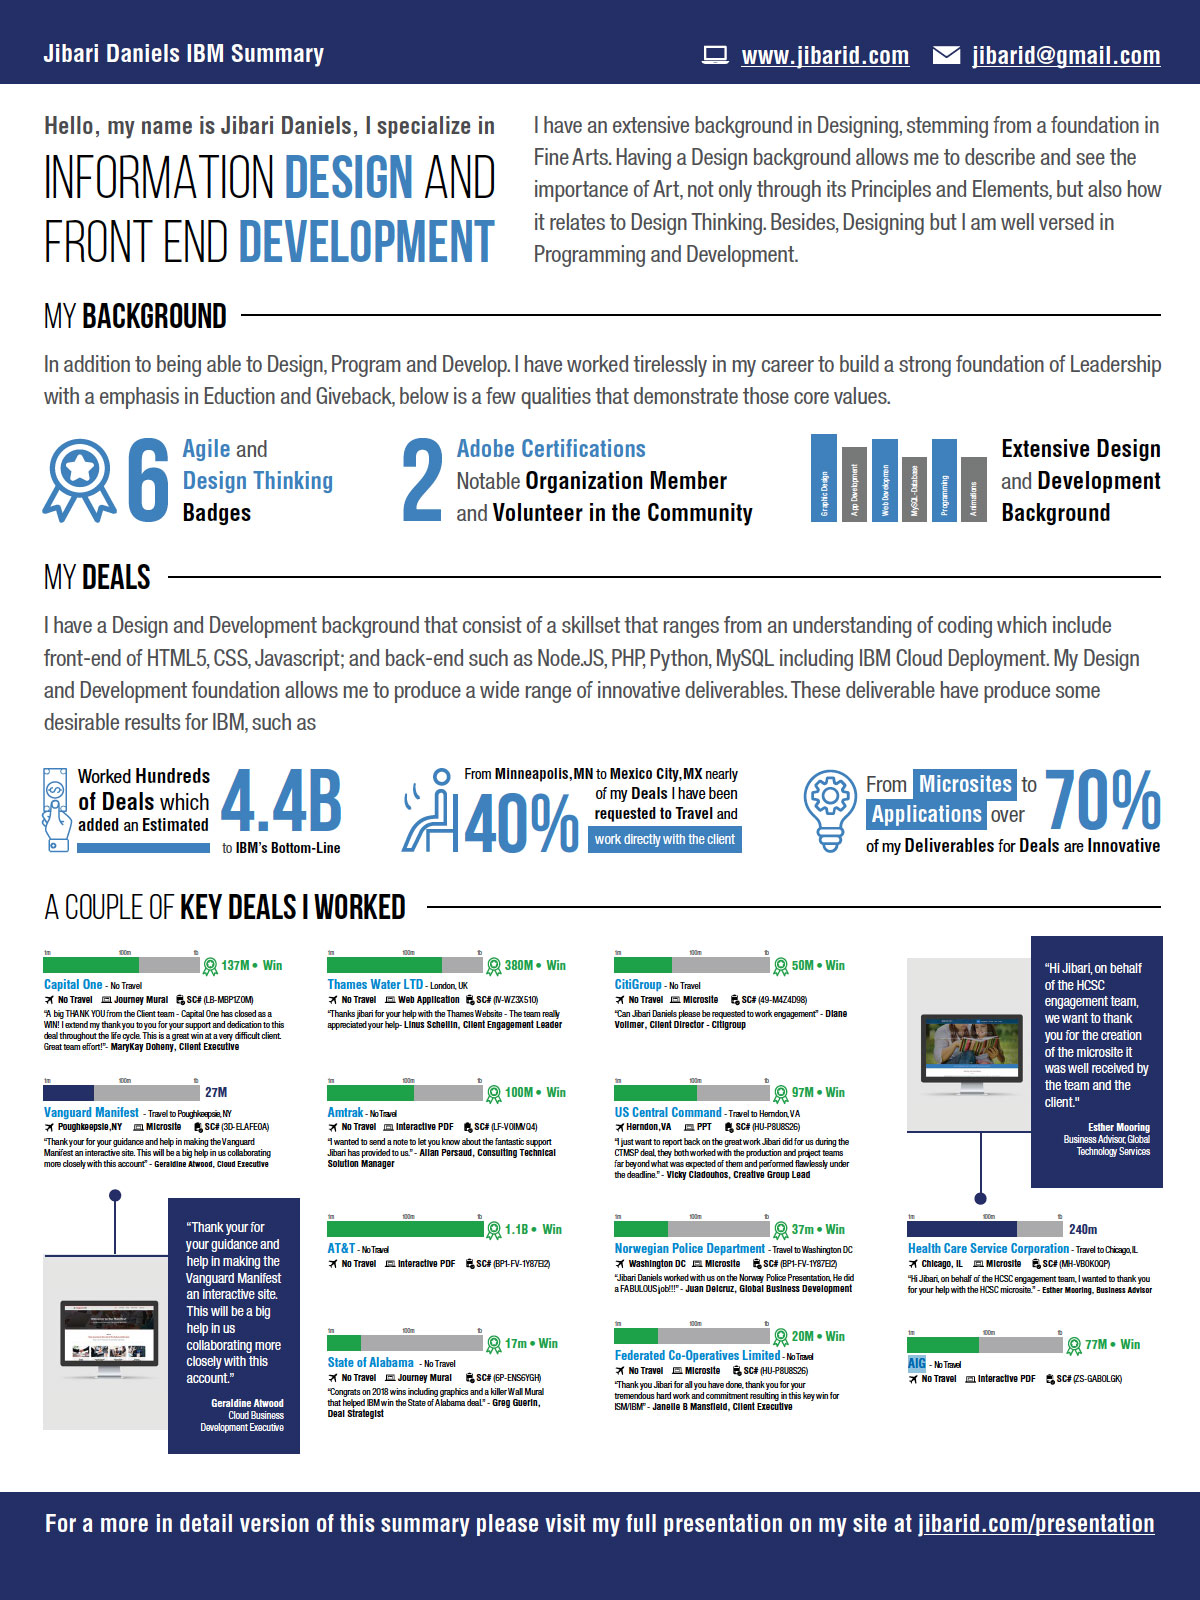 Jibari Daniels IBM Summary
www.jibarid.com
jibarid@gmail.com
Hello, my name is Jibari Daniels, I specialize in
INFORMATION DESIGN AND
FRONT END DEVELOPMENT
I have an extensive background in Designing, stemming from a foundation in
Fine Arts. Having a Design background allows me to describe and see the
importance of Art, not only through its Principles and Elements, but also how
it relates to Design Thinking. Besides, Designing but I am well versed in
Programming and Development.
MY BACKGROUND
In addition to being able to Design, Program and Develop. I have worked tirelessly in my career to build a strong foundation of Leadership
with a emphasis in Eduction and Giveback, below is a few qualities that demonstrate those core values.
6
Agile and
Design Thinking
Badges
2
Adobe Certifications
Notable Organization Member
and Volunteer in the Community
Graphic Design
App Development
Web Developmen
MySQL-Database
Programming
Animations
Extensive Design
and Development
Background
MY DEALS
I have a Design and Development background that consist of a skillset that ranges from an understanding of coding which include
front-end of HTML5, CSS, Javascript; and back-end such as Node.JS, PHP, Python, MySQL including IBM Cloud Deployment. My Design
and Development foundation allows me to produce a wide range of innovative deliverables. These deliverable have produce some
desirable results for IBM, such as
Worked Hundreds
of Deals which
added an Estimated
4.4B
to IBM's Bottom-Line
From Minneapolis, MN to Mexico City, MX nearly
40%
of my Deals I have been
requested to Travel and
work directly with the client
From Microsites to
Applications over
70%
of my Deliverables for Deals are Innovative
A COUPLE OF KEY DEALS I WORKED
1m 100m 1b
137M • Win
Capital One - No Travel
No Travel Journey Mural SC# (LB-MBP1Z0M)
"A big THANK YOU from the Client team - Capital One has closed as a
WIN! I extend my thank you to you for your support and dedication to this
deal throughout the life cycle. This is a great win at a very difficult client.
Great team effort!"- MaryKay Doheny, Client Executive
1m 100m 1b
27M
Vanguard Manifest - Travel to Poughkeepsie, NY
Poughkeepsie,NY Microsite SC# (3D-ELAFE0A)
"Thank your for your guidance and help in making the Vanguard
Manifest an interactive site. This will be a big help in us collaborating
more closely with this account" - Geraldine Atwood, Cloud Executive
"Thank your for
your guidance and
help in making the
Vanguard Manifest
an interactive site.
This will be a big
help in us
collaborating more
closely with this
account."
Geraldine Atwood
Cloud Business
Development Executive
1m 100m 1b
380M • Win
Thames Water LTD - London, UK
No Travel Web Application SC# (IV-WZ3X510)
"Thanks jibari for your help with the Thames Website - The team really
appreciated your help- Linus Schellin, Client Engagement Leader
1m 100m 1b
100M • Win
Amtrak - No Travel
No Travel Interactive PDF SC# (LF-V0IMVQ4)
"I wanted to send a note to let you know about the fantastic support
Jibari has provided to us." - Allan Persaud, Consulting Technical
Solution Manager
1m 100m 1b
1.1B • Win
AT&T - No Travel
No Travel Interactive PDF SC# (BP1-FV-1Y87EI2)
1m 100m 1b
17m • Win
State of Alabama - No Travel
No Travel Journey Mural SC# (6P-ENS6YGH)
"Congrats on 2018 wins including graphics and a killer Wall Mural
that helped IBM win the State of Alabama deal." - Greg Guerin,
Deal Strategist
1m 100m 1b
50M • Win
CitiGroup - No Travel
No Travel Microsite SC# (49-M4Z4D98)
"Can Jibari Daniels please be requested to work engagement" - Diane
Vollmer, Client Director - Citigroup
1m 100m 1b
97M • Win
US Central Command - Travel to Herndon, VA
Herndon,VA PPT SC# (HU-P8U8S26)
"I just want to report back on the great work Jibari did for us during the
CTMSP deal, they both worked with the production and project teams
far beyond what was expected of them and performed flawlessly under
the deadline." - Vicky Ciadouhos, Creative Group Lead
1m 100m 1b
37m • Win
Norwegian Police Department - Travel to Washington DC
Washington DC Microsite SC# (BP1-FV-1Y87EI2)
"Jibari Daniels worked with us on the Norway Police Presentation, He did
a FABULOUS job!!!" - Juan Delcruz, Global Business Development
1m 100m 1b
20M • Win
Federated Co-Operatives Limited - No Travel
No Travel Microsite SC# (HU-P8U8S26)
"Thank you Jibari for all you have done, thank you for your
tremendous hard work and commitment resulting in this key win for
ISM/IBM" - Janelle B Mansfield, Client Executive
"Hi Jibari, on behalf
of the HCSC
engagement team,
we want to thank
you for the creation
of the microsite it
was well received by
the team and the
client."
Esther Mooring
Business Advisor, Global
Technology Services
1m 100m 1b
240m
Health Care Service Corporation - Travel to Chicago, IL
Chicago, IL Microsite SC# (MH-VB0K0QP)
"Hi Jibari, on behalf of the HCSC engagement team, I wanted to thank you
for your help with the HCSC microsite." - Esther Mooring, Business Advisor
1m 100m 1b
77M • Win
AIG - No Travel
No Travel Interactive PDF SC# (ZS-GABOLGK)
For a more in detail version of this summary please visit my full presentation on my site at jibarid.com/presentation